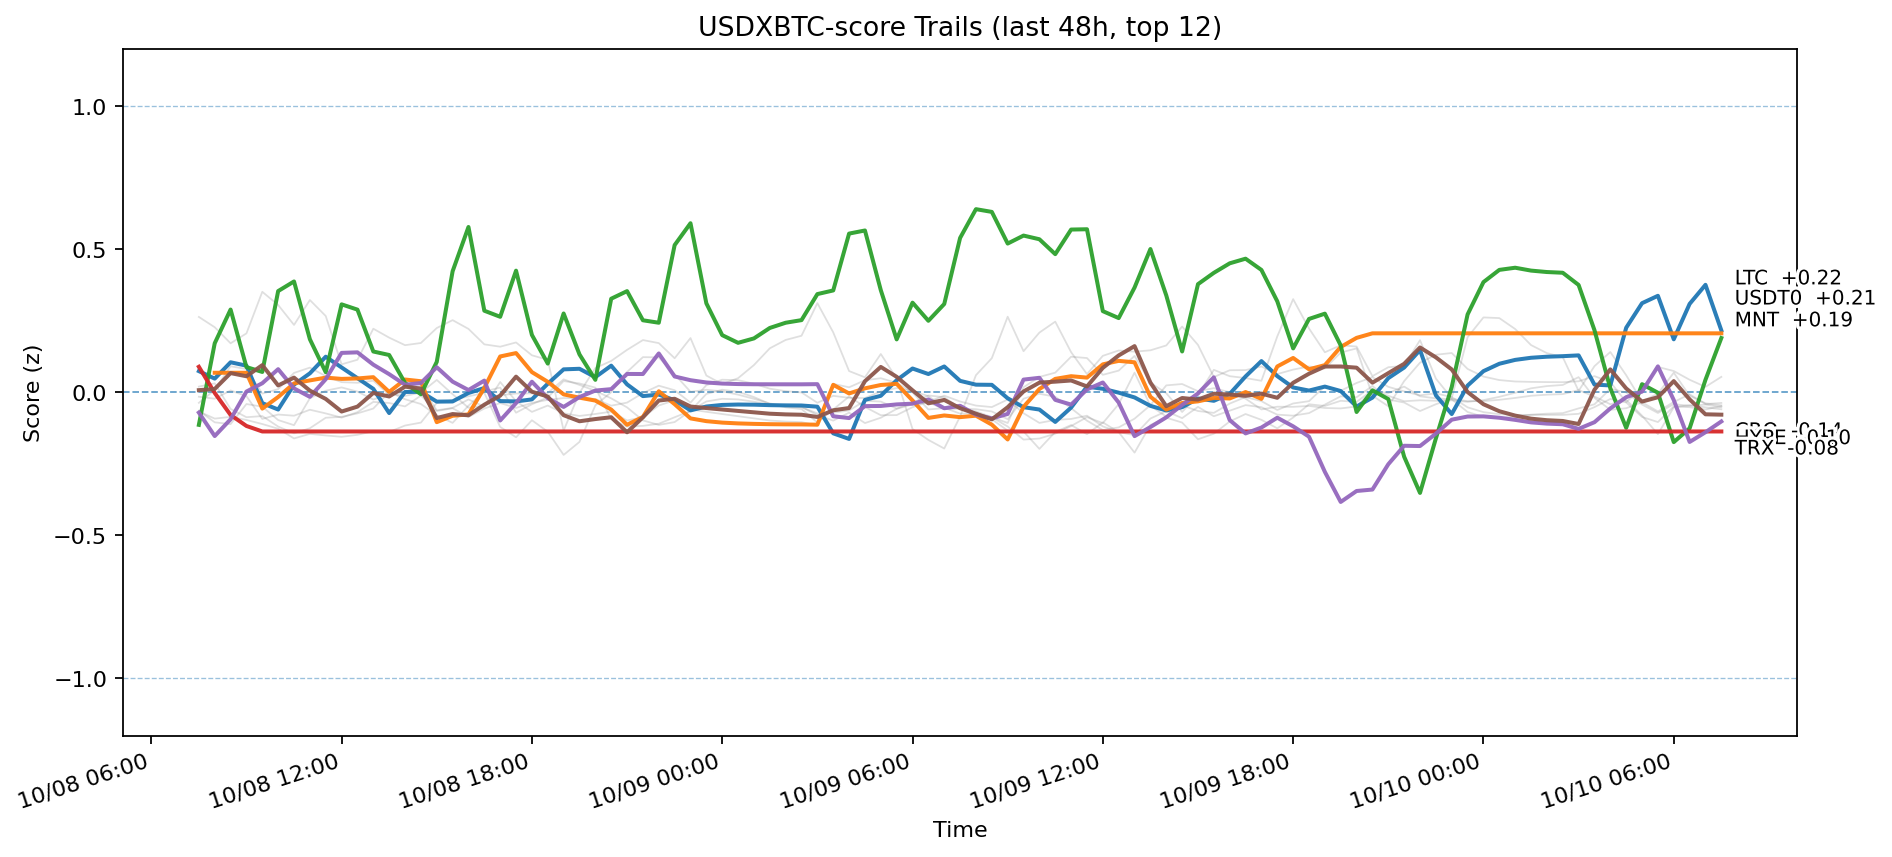 USDXBTC-score Trails (last 48h, top 12)
Score (z)
1.0
0.5
0.0
−0.5
−1.0
LTC +0.22
USDT0 +0.21
MNT +0.19
TRX -0.08
10/08 06:00
10/08 12:00
10/08 18:00
10/09 00:00
10/09 06:00
10/09 12:00
10/09 18:00
10/10 00:00
10/10 06:00
Time